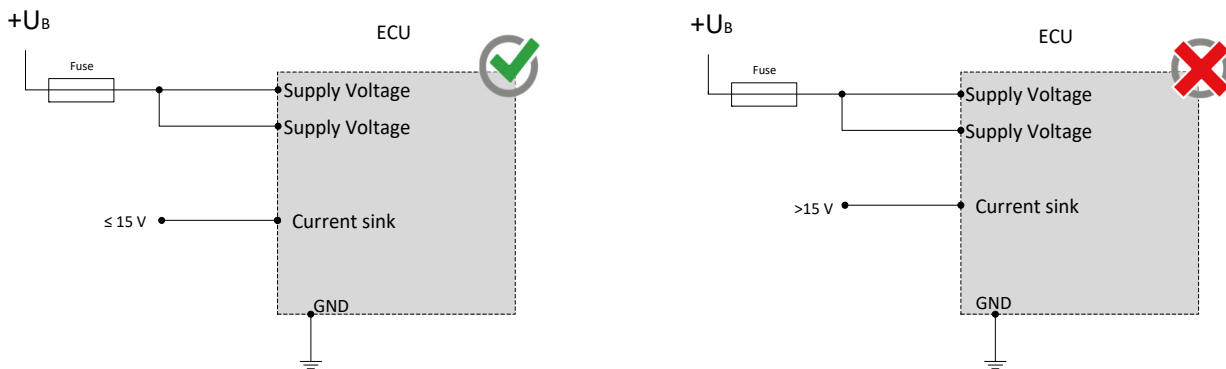 +UB
ECU
Fuse
Supply Voltage
Supply Voltage
≤ 15 V
Current sink
GND
+UB
ECU
Fuse
Supply Voltage
Supply Voltage
>15 V
Current sink
GND